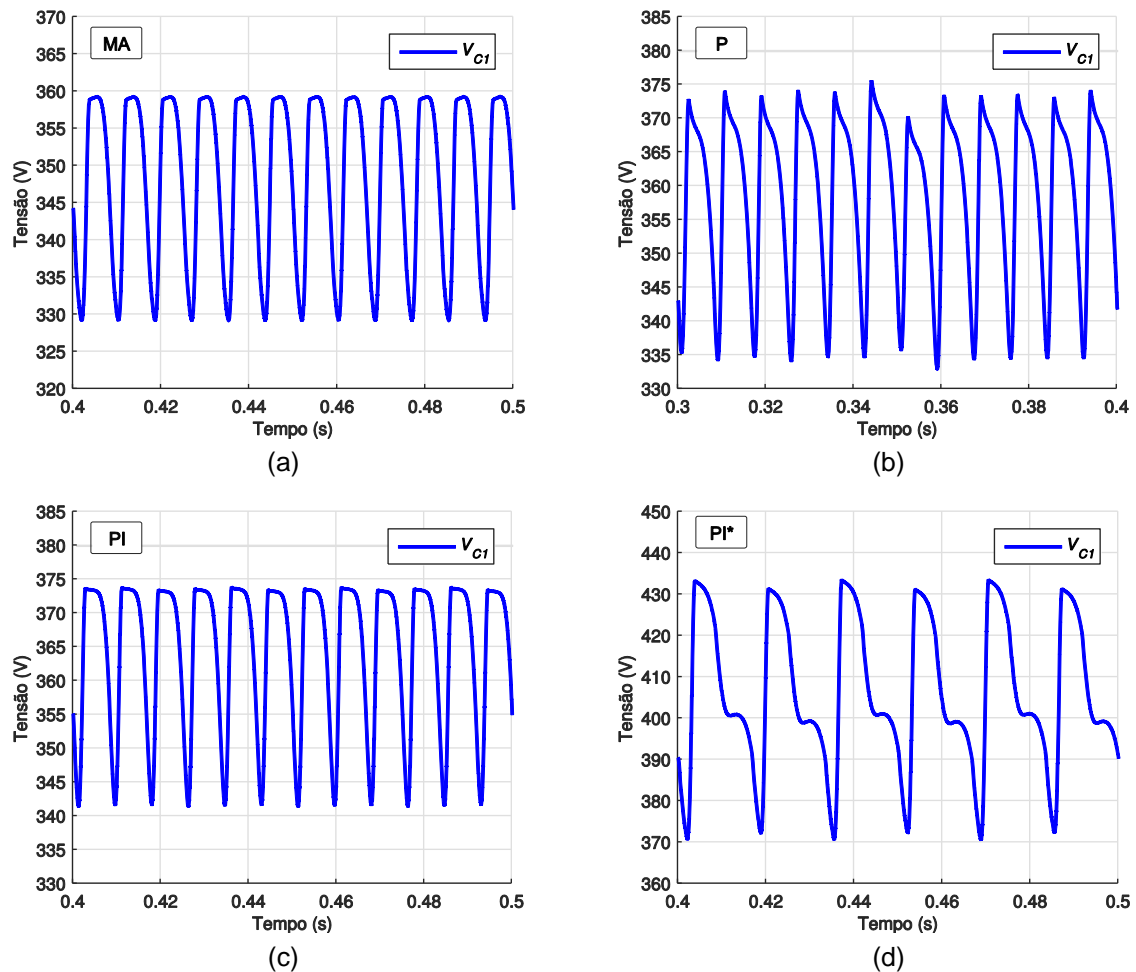 MA
V_C1
370
365
360
355
350
345
340
335
330
325
320
Tensão (V)
0.4 0.42 0.44 0.46 0.48 0.5
Tempo (s)
(a)
P
V_C1
385
380
375
370
365
360
355
350
345
340
335
330
Tensão (V)
0.3 0.32 0.34 0.36 0.38 0.4
Tempo (s)
(b)
PI
V_C1
385
380
375
370
365
360
355
350
345
340
335
330
Tensão (V)
0.4 0.42 0.44 0.46 0.48 0.5
Tempo (s)
(c)
PI*
V_C1
450
440
430
420
410
400
390
380
370
360
Tensão (V)
0.4 0.42 0.44 0.46 0.48 0.5
Tempo (s)
(d)